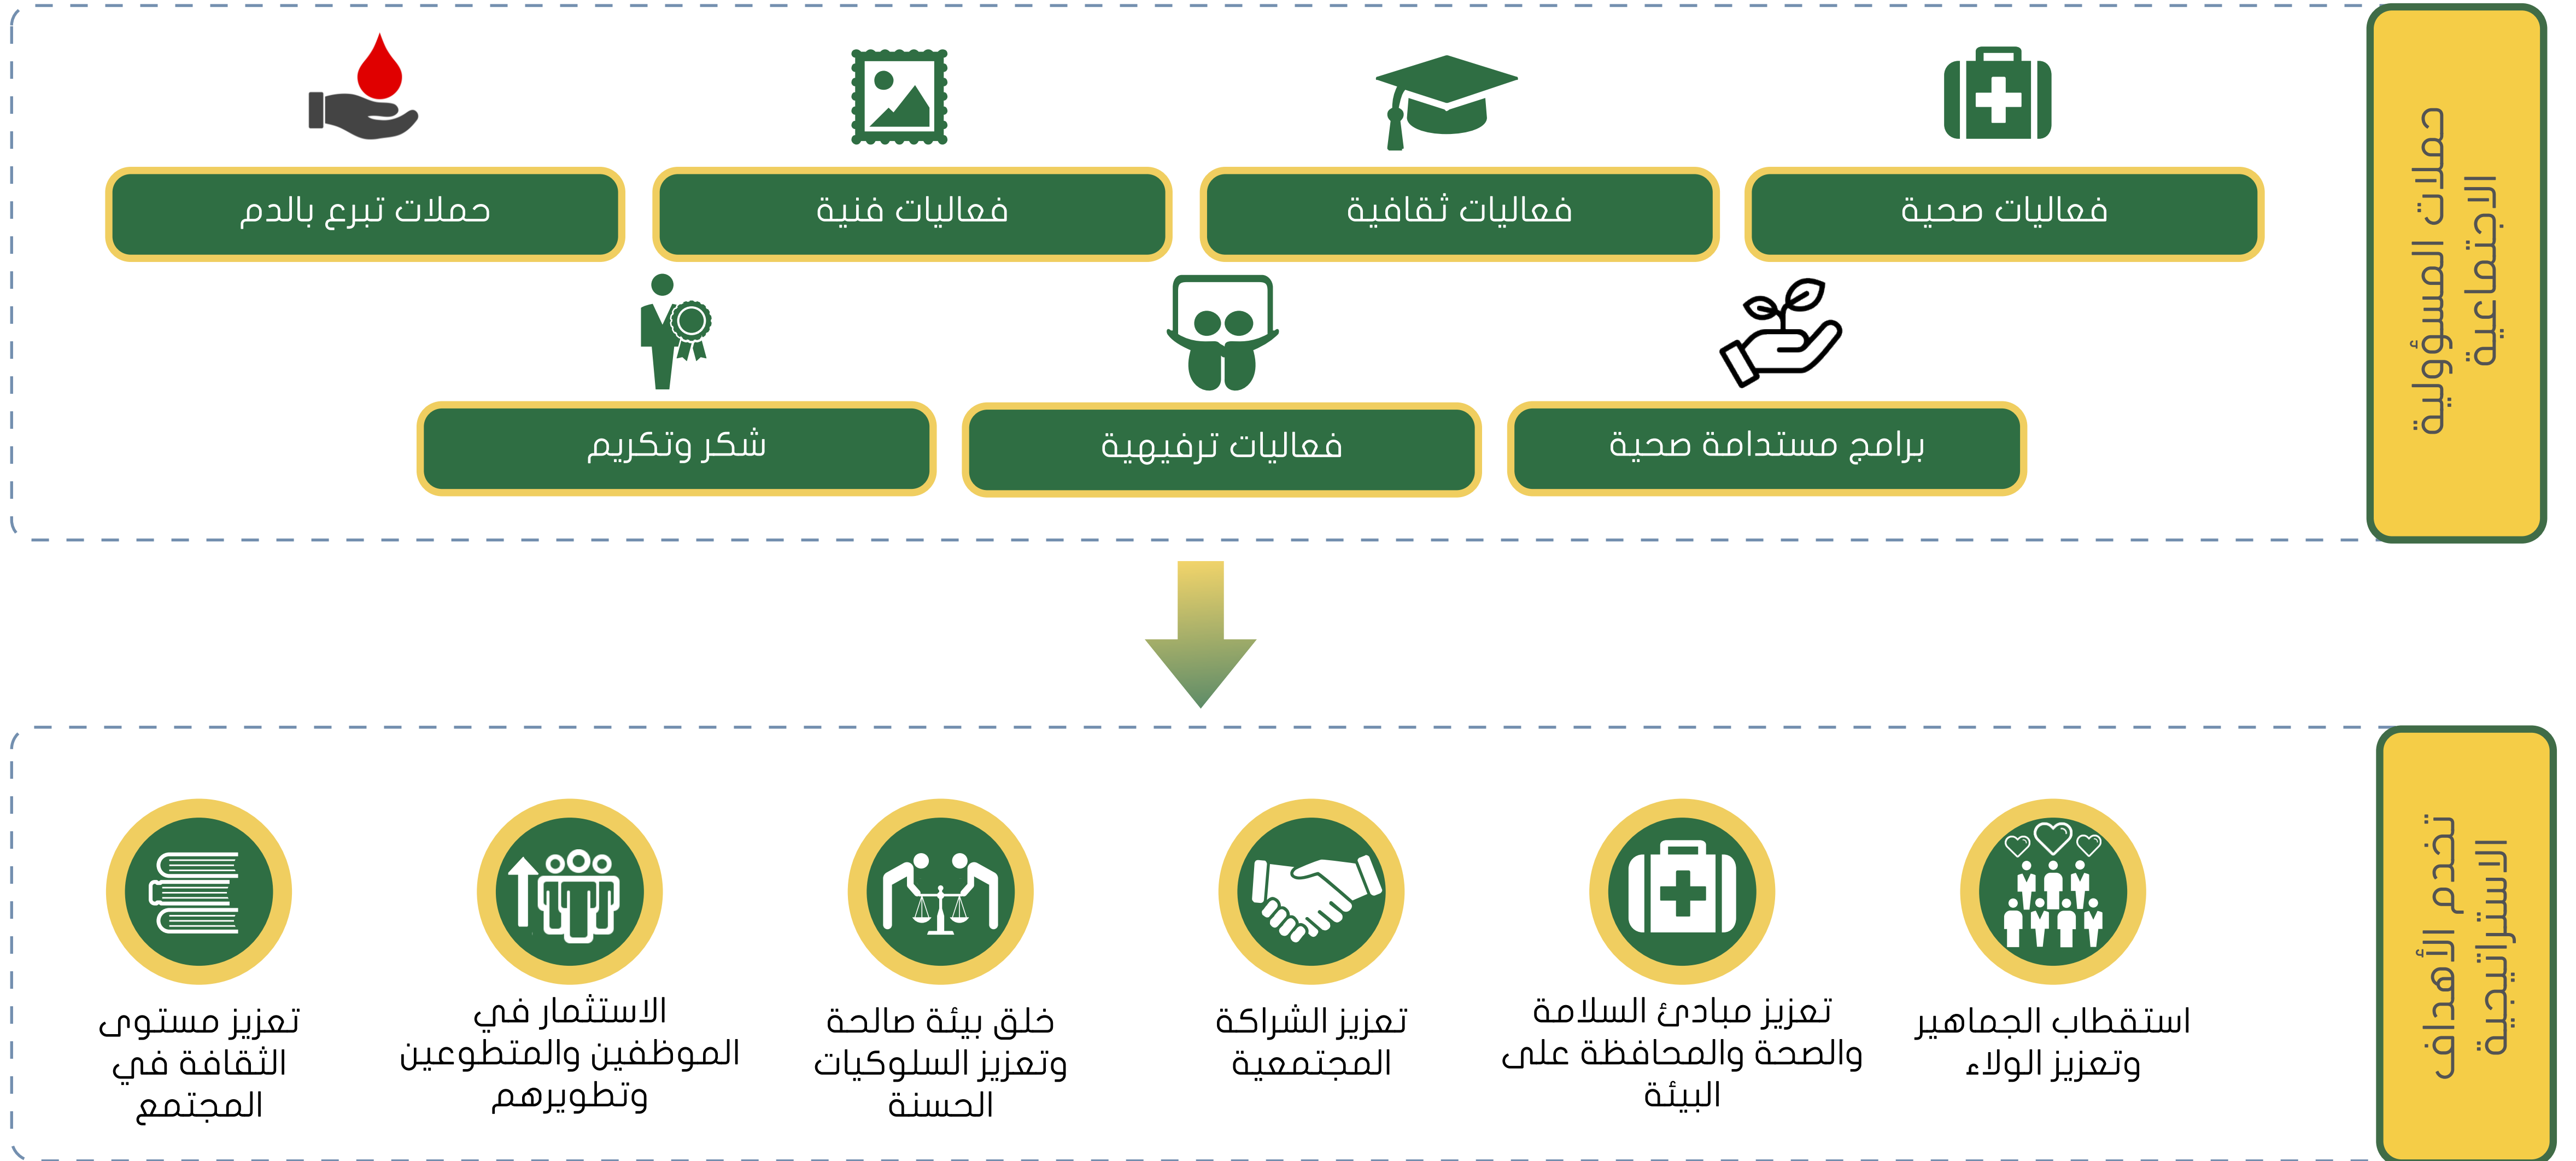 حملات المسؤولية
الاجتماعية
فعاليات صحية
فعاليات ثقافية
فعاليات فنية
حملات تبرع بالدم
برامج مستدامة صحية
فعاليات ترفيهية
شكر وتكريم
تخدم الأهداف
الاستراتيجية
استقطاب الجماهير
وتعزيز الولاء
تعزيز مبادئ السلامة
والصحة والمحافظة على
البيئة
تعزيز الشراكة
المجتمعية
خلق بيئة صالحة
وتعزيز السلوكيات
الحسنة
الاستثمار في
الموظفين والمتطوعين
وتطويرهم
تعزيز مستوى
الثقافة في
المجتمع